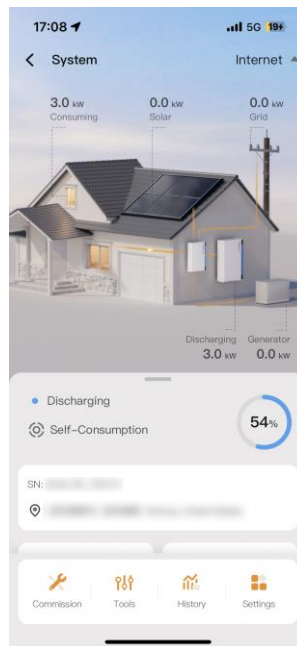 17:08 5G 19
System Internet
3.0 kW 0.0 kW 0.0 kW
Consuming Solar Grid
Discharging Generator
3.0 kW 0.0 kW
Discharging
Self-Consumption
54%
SN:
Commission Tools History Settings